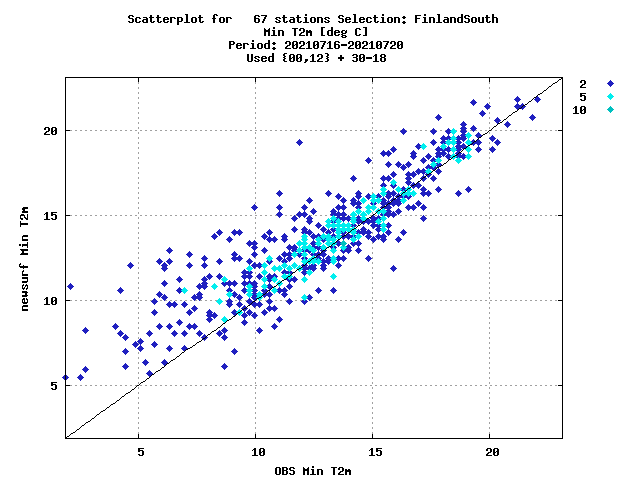 Scatterplot for   67 stations Selection: FinlandSouth
Min T2m [deg C]
Period: 20210716-20210720
Used {00,12} + 30-18
2
5
10
20
15
10
5
newsurf Min T2m
5
10
15
20
OBS Min T2m